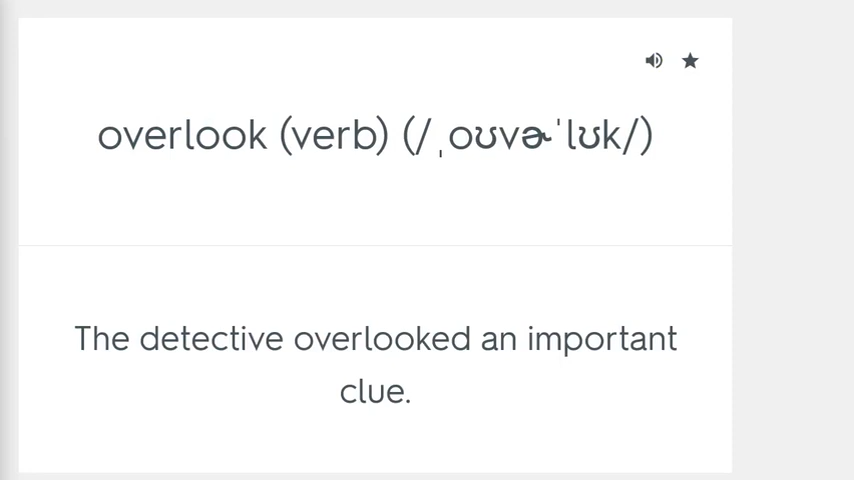 overlook (verb) (/ˌoʊvɚˈlʊk/)
The detective overlooked an important
clue.